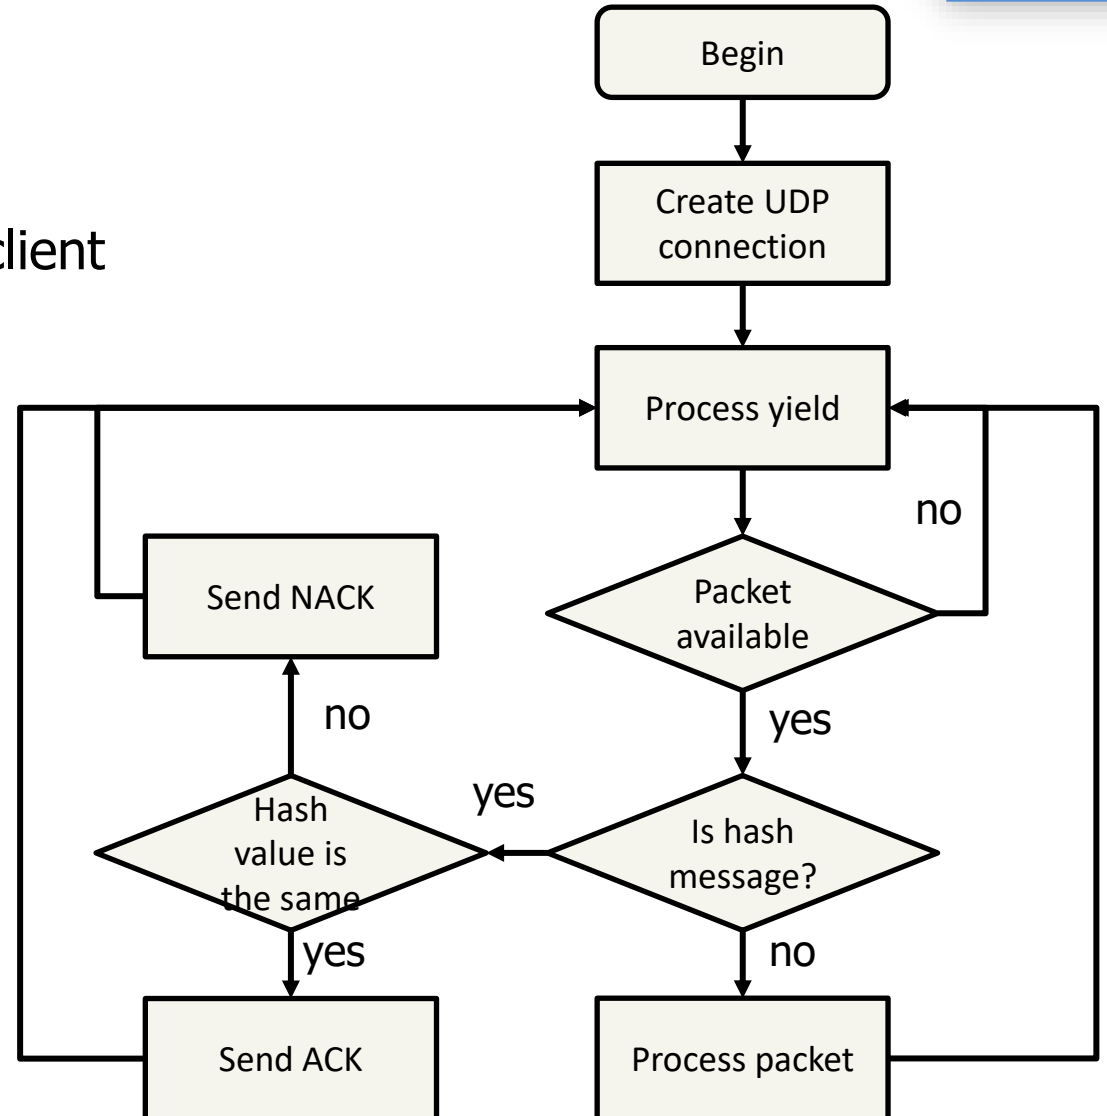 Begin
Create UDP
connection
client
Process yield
no
Send NACK
Packet
available
no
yes
yes
Hash
value is
the same
Is hash
message?
yes
no
Send ACK
Process packet